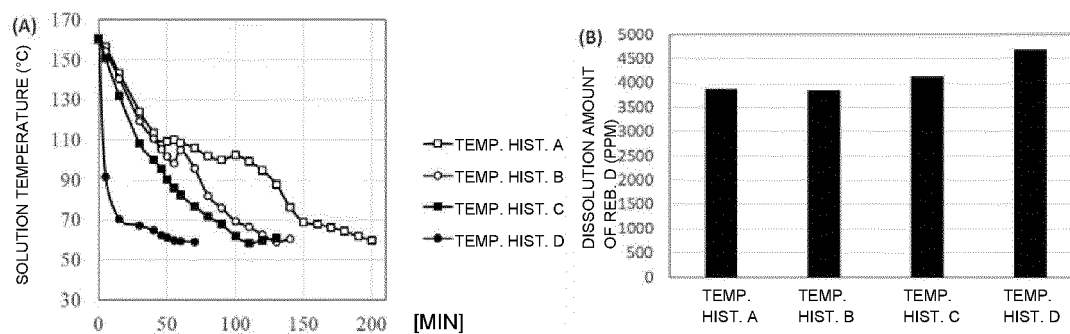 (A)
170
150
130
110
90
70
50
30
SOLUTION TEMPERATURE (°C)
0
50
100
150
200
[MIN]
TEMP. HIST. A
TEMP. HIST. B
TEMP. HIST. C
TEMP. HIST. D
(B)
DISSOLUTION AMOUNT
OF REB. D (PPM)
5000
4500
4000
3500
3000
2500
2000
1500
1000
500
0
TEMP.
HIST. A
TEMP.
HIST. B
TEMP.
HIST. C
TEMP.
HIST. D